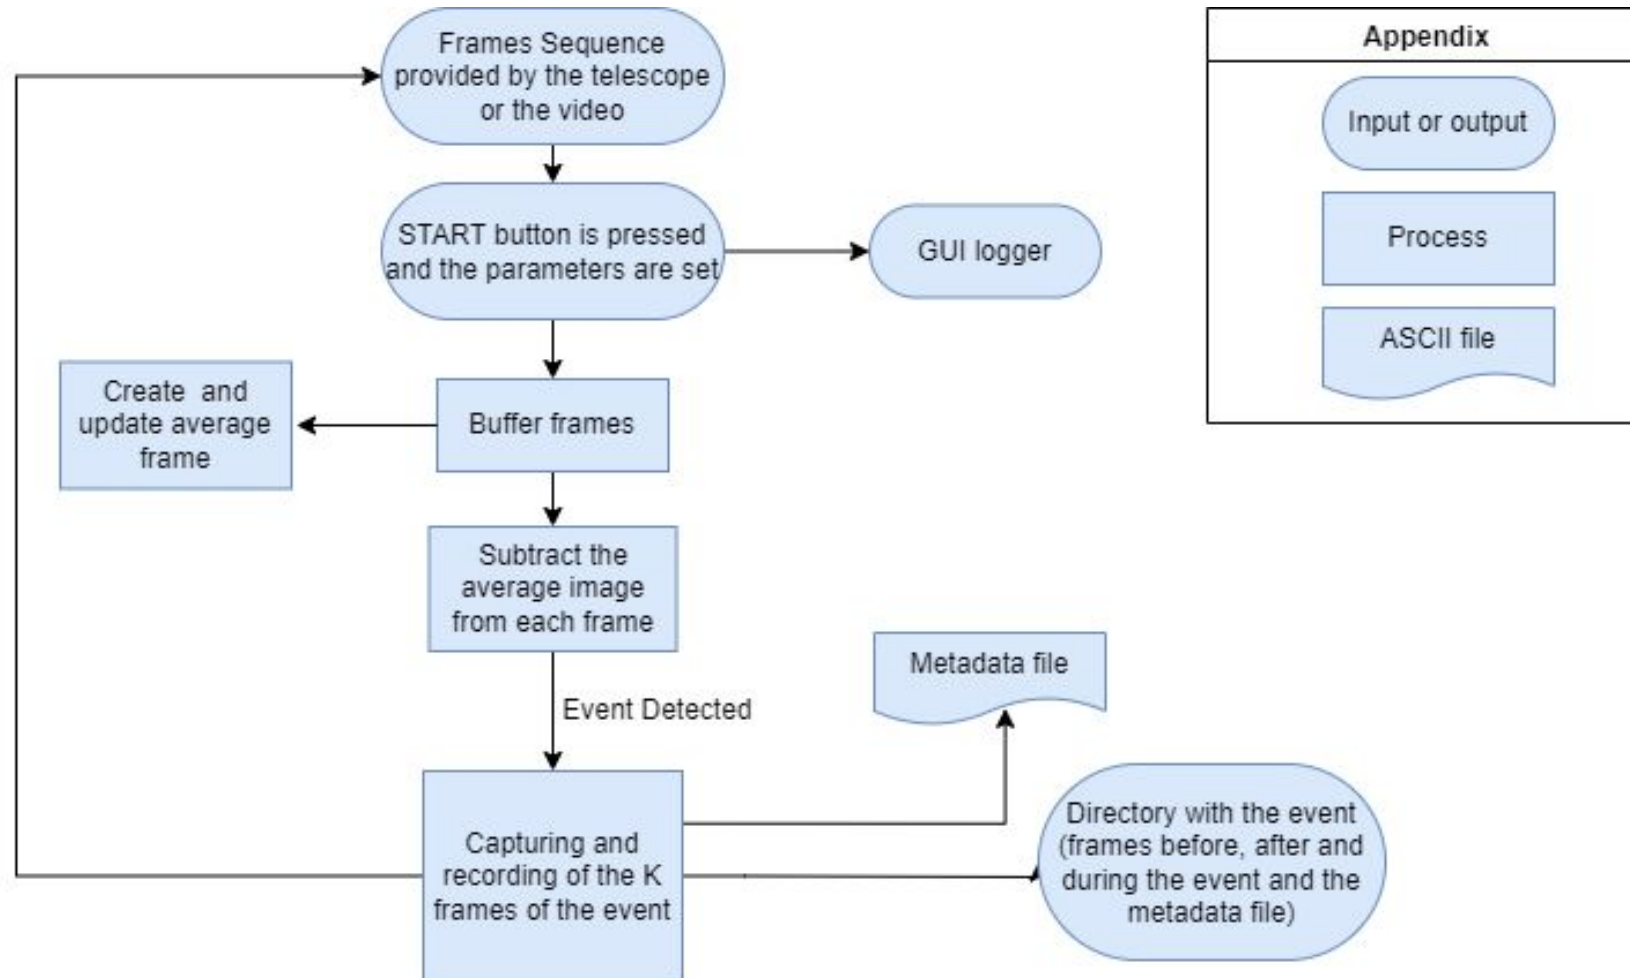 Frames Sequence
provided by the telescope
or the video
START button is pressed
and the parameters are set
GUI logger
Create and
update average
frame
Buffer frames
Subtract the
average image
from each frame
Event Detected
Metadata file
Capturing and
recording of the K
frames of the event
Directory with the event
(frames before, after and
during the event and the
metadata file)
Appendix
Input or output
Process
ASCII file